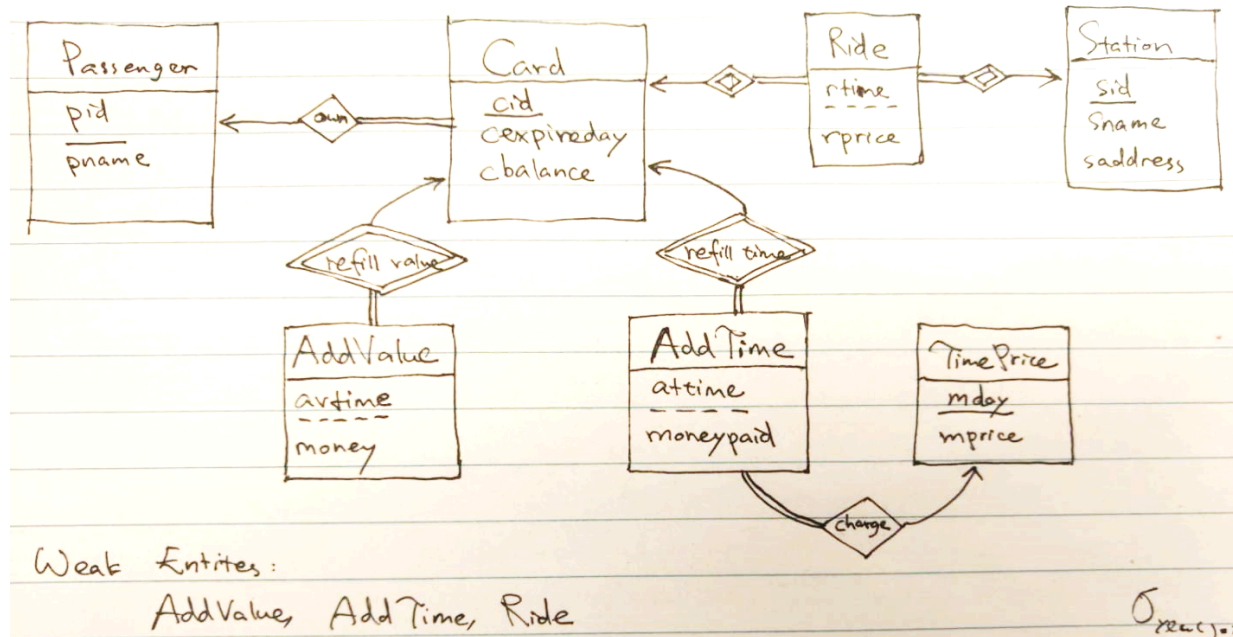 Passenger
pid
pname
own
Card
cid
cexpireday
cbalance
Ride
rtime
rprice
Station
sid
sname
saddress
refill value
refill time
AddValue
avtime
money
AddTime
attime
moneypaid
TimePrice
mday
mprice
charge
Weak Entites:
AddValue, AddTime, Ride